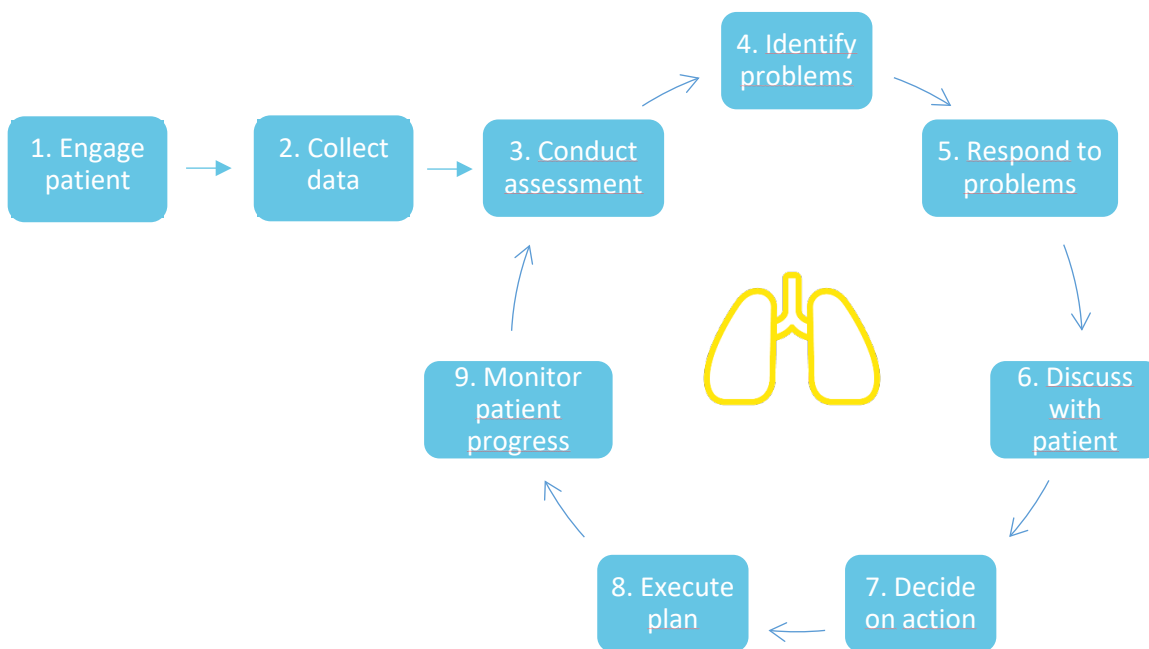 1. Engage
patient
2. Collect
data
3. Conduct
assessment
4. Identify
problems
5. Respond to
problems
6. Discuss
with
patient
7. Decide
on action
8. Execute
plan
9. Monitor
patient
progress